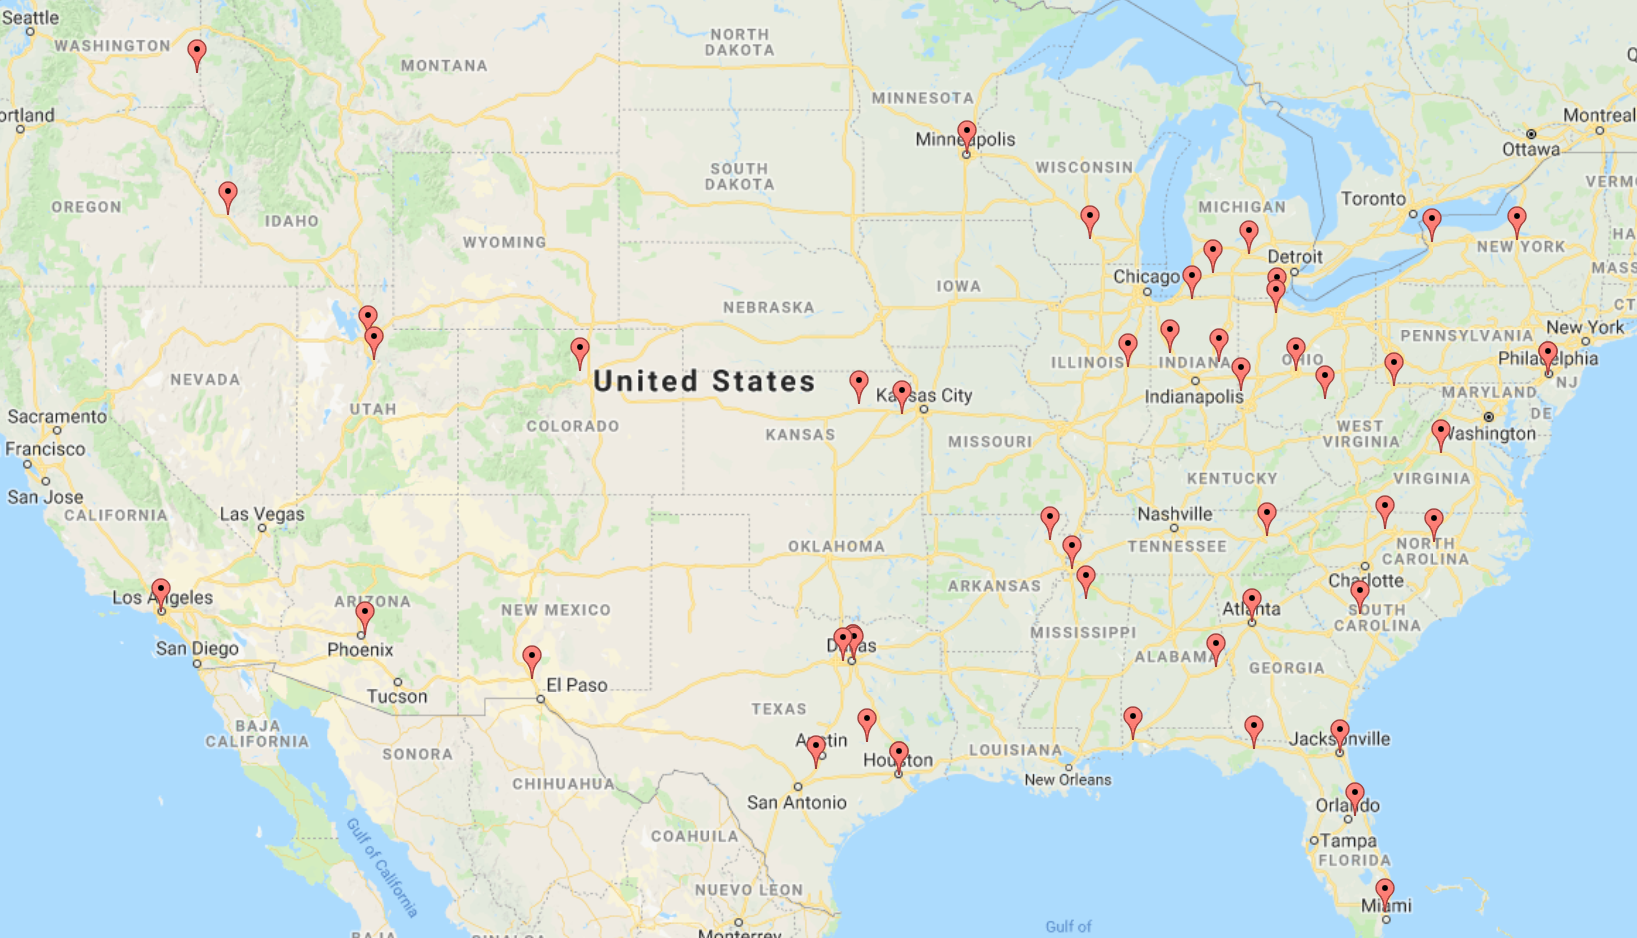 Seattle
WASHINGTON
MONTANA
NORTH
DAKOTA
MINNESOTA
ortland
Minneapolis
Montreal
Ottawa
OREGON
IDAHO
SOUTH
DAKOTA
WISCONSIN
MICHIGAN
Toronto
VERM
WYOMING
NEW YORK
HA
MASS
Detroit
Chicago
IOWA
NEBRASKA
CT
PENNSYLVANIA
New York
Philadelphia
NJ
NEVADA
UTAH
United States
COLORADO
Kansas City
KANSAS
MISSOURI
ILLINOIS
INDIANA
OHIO
Indianapolis
MARYLAND
DE
WEST
VIRGINIA
Washington
VIRGINIA
Sacramento
Francisco
San Jose
CALIFORNIA
Las Vegas
KENTUCKY
Nashville
TENNESSEE
NORTH
CAROLINA
Charlotte
OKLAHOMA
ARKANSAS
Los Angeles
ARIZONA
NEW MEXICO
San Diego
Phoenix
Tucson
El Paso
Dallas
MISSISSIPPI
ALABAMA
Atlanta
GEORGIA
SOUTH
CAROLINA
TEXAS
Austin
Houston
San Antonio
LOUISIANA
New Orleans
Jacksonville
Orlando
Tampa
FLORIDA
Miami
BAJA
CALIFORNIA
SONORA
CHIHUAHUA
COAHUILA
Gulf of California
NUEVO LEON
Monterrey
Gulf of
BAJA
SINALOA
Q